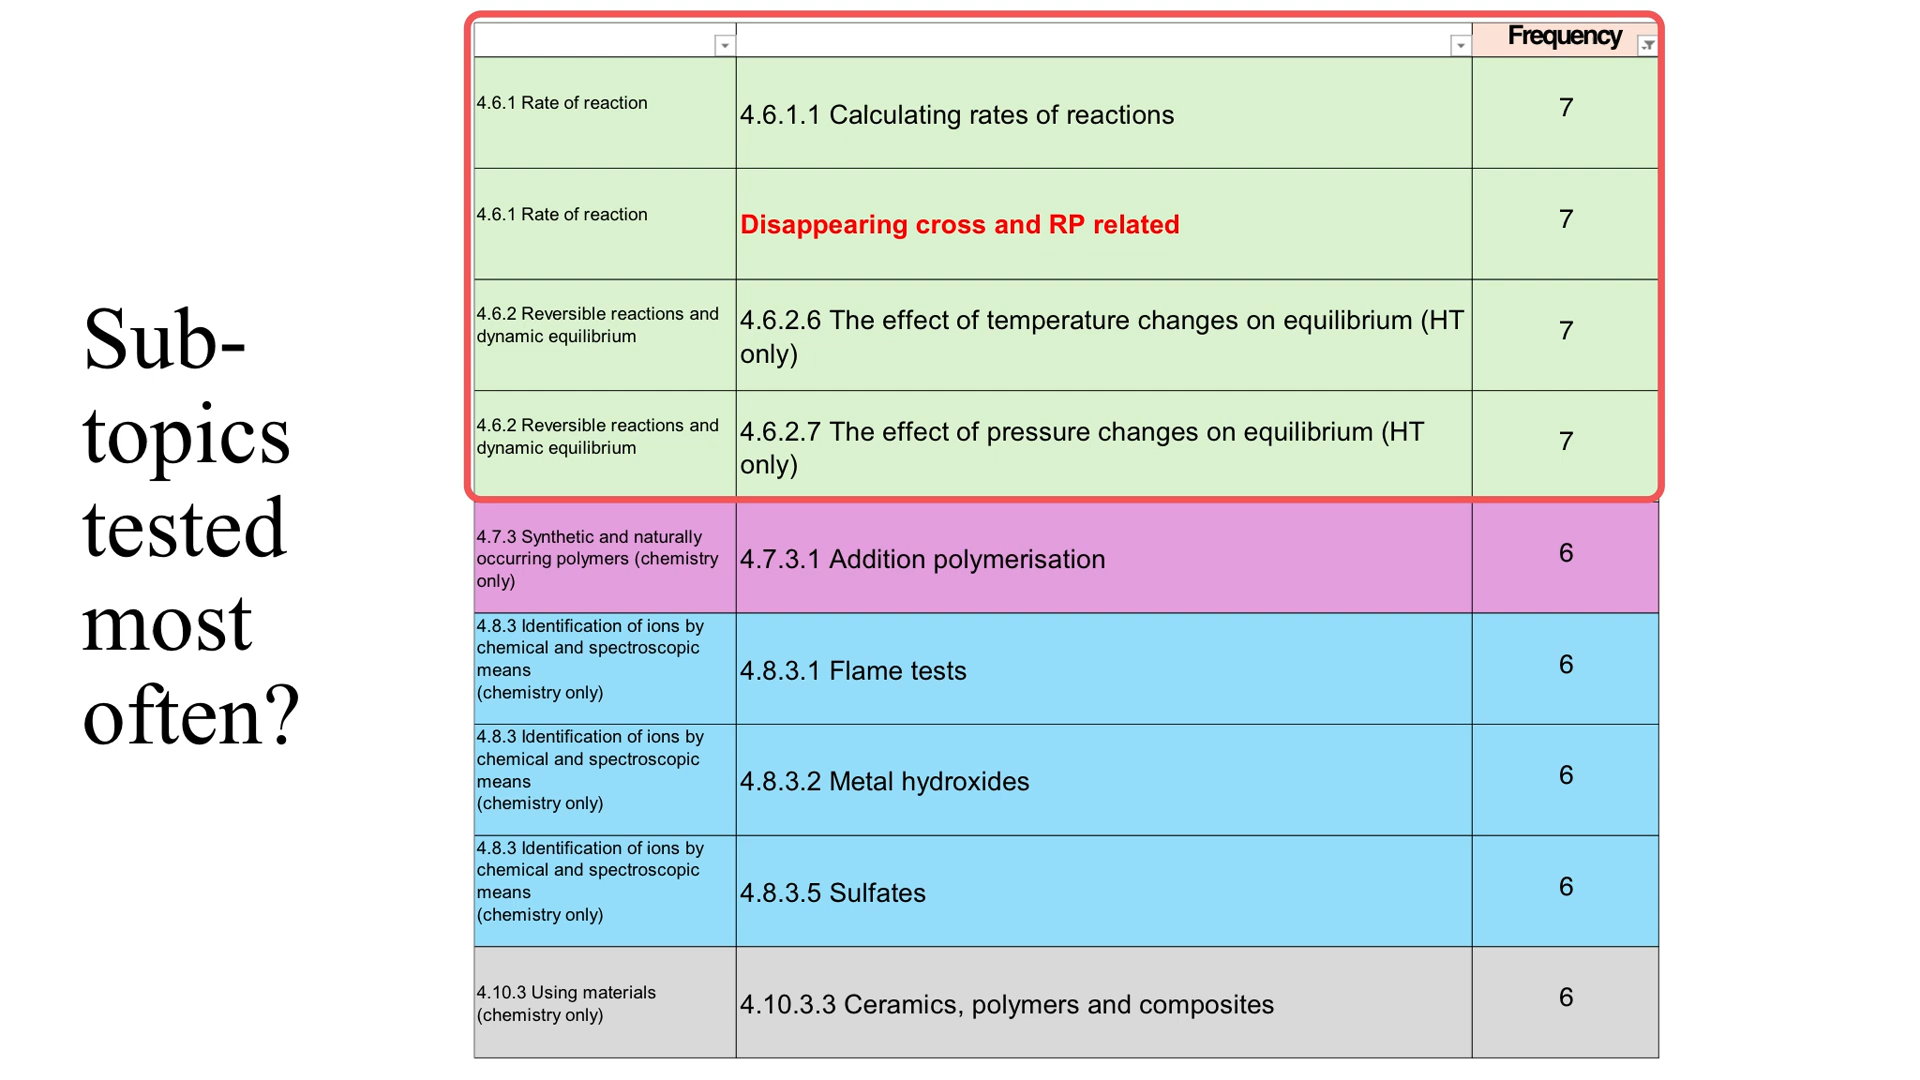 Sub-
topics
tested
most
often?
Frequency
4.6.1 Rate of reaction
4.6.1.1 Calculating rates of reactions
7
4.6.1 Rate of reaction
Disappearing cross and RP related
7
4.6.2 Reversible reactions and
dynamic equilibrium
4.6.2.6 The effect of temperature changes on equilibrium (HT
only)
7
4.6.2 Reversible reactions and
dynamic equilibrium
4.6.2.7 The effect of pressure changes on equilibrium (HT
only)
7
4.7.3 Synthetic and naturally
occurring polymers (chemistry
only)
4.7.3.1 Addition polymerisation
6
4.8.3 Identification of ions by
chemical and spectroscopic
means
(chemistry only)
4.8.3.1 Flame tests
6
4.8.3 Identification of ions by
chemical and spectroscopic
means
(chemistry only)
4.8.3.2 Metal hydroxides
6
4.8.3 Identification of ions by
chemical and spectroscopic
means
(chemistry only)
4.8.3.5 Sulfates
6
4.10.3 Using materials
(chemistry only)
4.10.3.3 Ceramics, polymers and composites
6